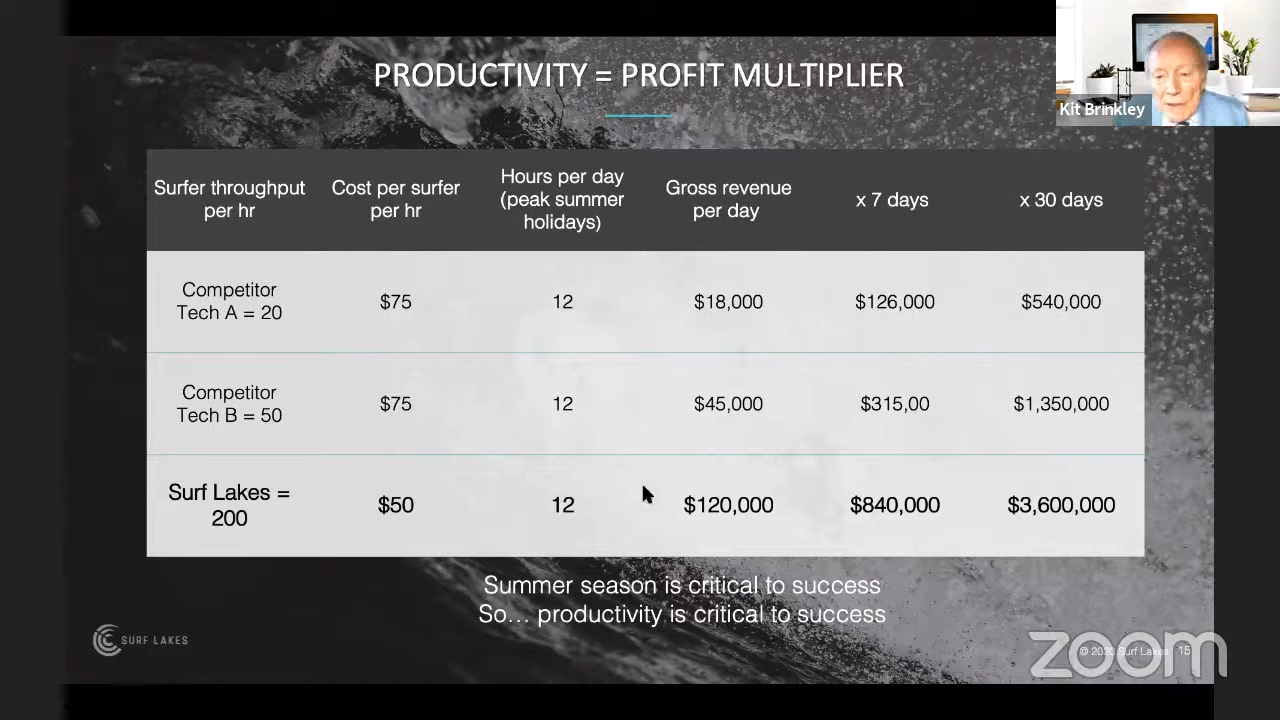 PRODUCTIVITY = PROFIT MULTIPLIER
Kit Brinkley
Surfer throughput
per hr
Cost per surfer
per hr
Hours per day
(peak summer
holidays)
Gross revenue
per day
x 7 days
x 30 days
Competitor
Tech A = 20
$75
12
$18,000
$126,000
$540,000
Competitor
Tech B = 50
$75
12
$45,000
$315,00
$1,350,000
Surf Lakes =
200
$50
12
$120,000
$840,000
$3,600,000
Summer season is critical to success
So... productivity is critical to success
SURF LAKES
© 2020 Surf Lakes
15
zoom